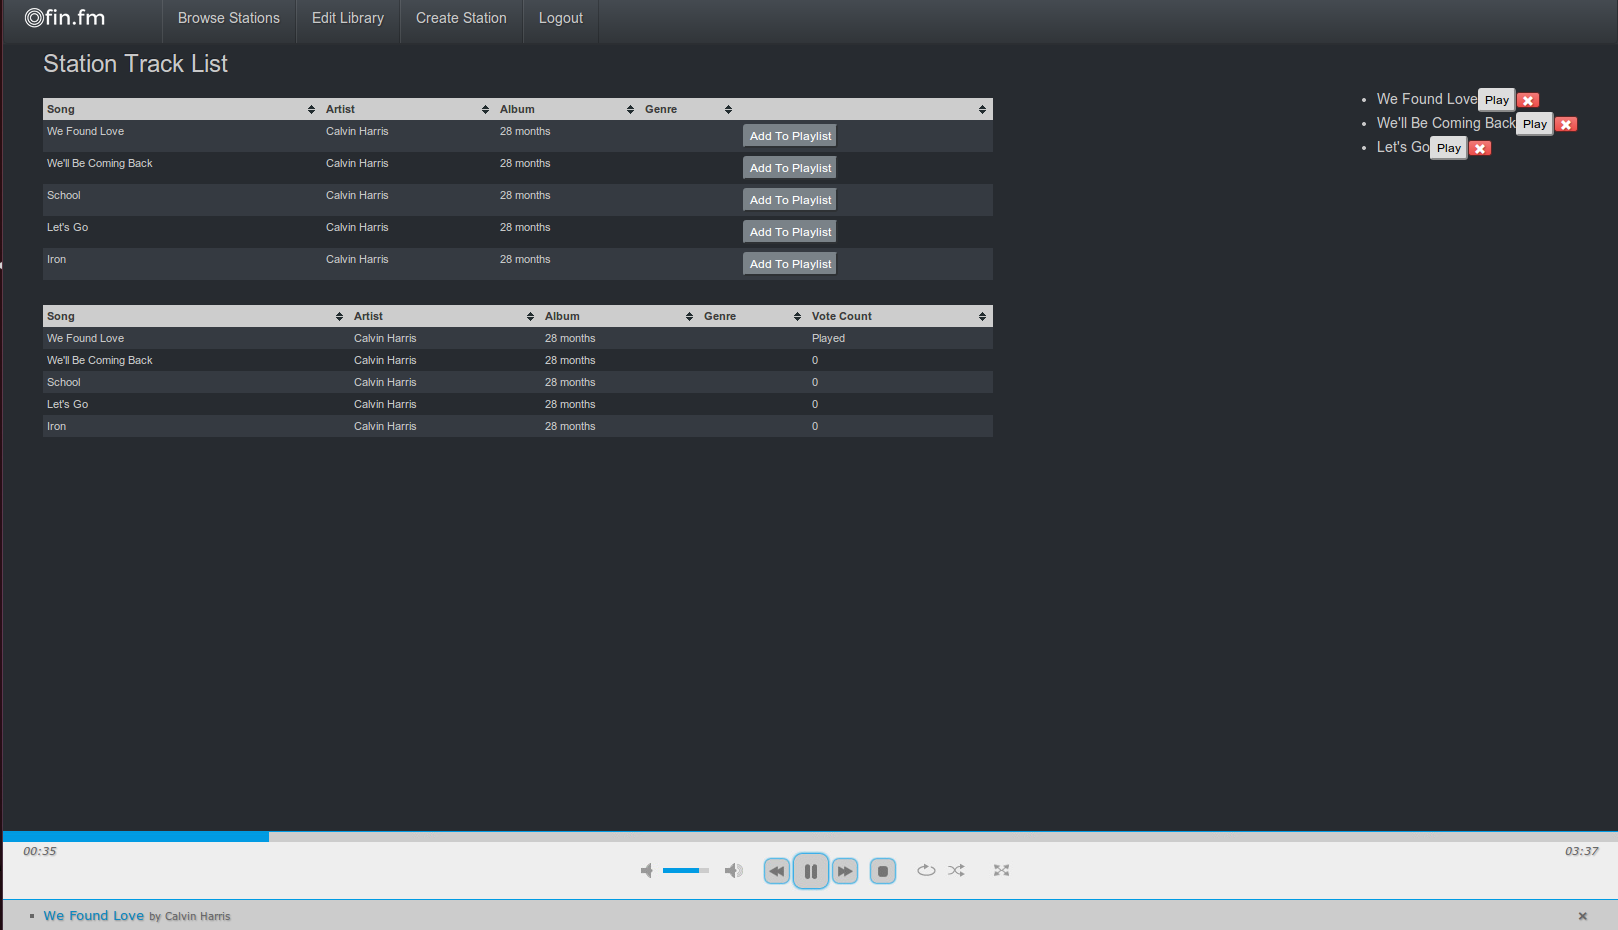 fin.fm Browse Stations Edit Library Create Station Logout
Station Track List
Song Artist Album Genre
We Found Love Calvin Harris 28 months Add To Playlist
We'll Be Coming Back Calvin Harris 28 months Add To Playlist
School Calvin Harris 28 months Add To Playlist
Let's Go Calvin Harris 28 months Add To Playlist
Iron Calvin Harris 28 months Add To Playlist
We Found Love Play
We'll Be Coming Back Play
Let's Go Play
Song Artist Album Genre Vote Count
We Found Love Calvin Harris 28 months Played
We'll Be Coming Back Calvin Harris 28 months 0
School Calvin Harris 28 months 0
Let's Go Calvin Harris 28 months 0
Iron Calvin Harris 28 months 0
00:35 03:37
We Found Love by Calvin Harris